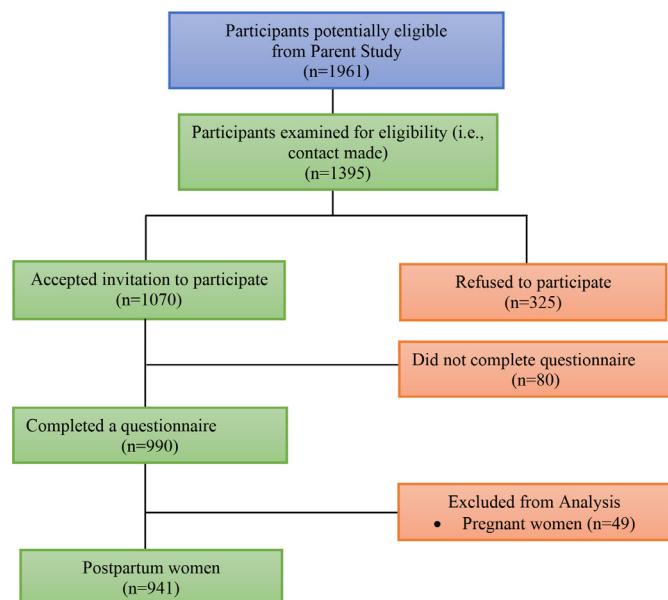 Participants potentially eligible
from Parent Study
(n=1961)
Participants examined for eligibility (i.e.,
contact made)
(n=1395)
Accepted invitation to participate
(n=1070)
Refused to participate
(n=325)
Did not complete questionnaire
(n=80)
Completed a questionnaire
(n=990)
Excluded from Analysis
• Pregnant women (n=49)
Postpartum women
(n=941)